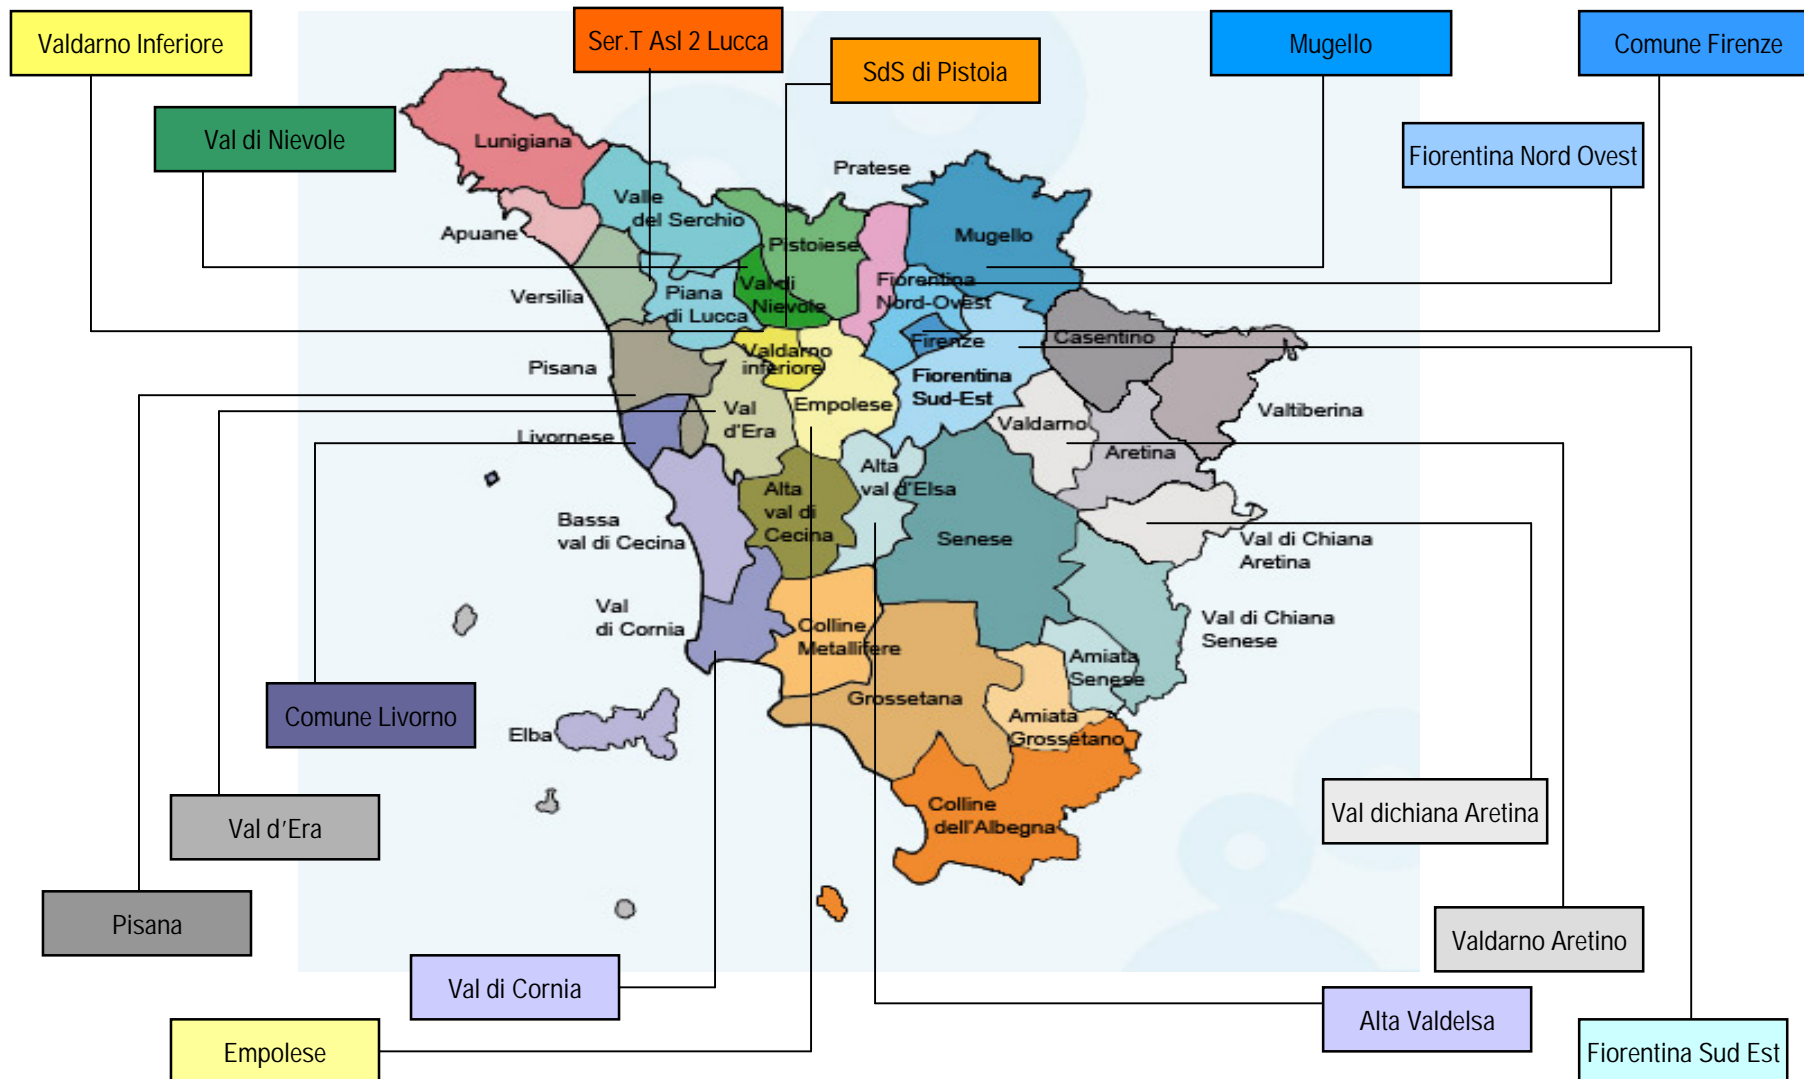 Valdarno Inferiore
Ser.T Asl 2 Lucca
SdS di Pistoia
Mugello
Comune Firenze
Val di Nievole
Fiorentina Nord Ovest
Lunigiana
Pratese
Valle
del Serchio
Apuane
Pistoiese
Mugello
Versilia
Piana
di Lucca
Val di
Nievole
Fiorentina
Nord-Ovest
Firenze
Casentino
Pisana
Valdarno
inferiore
Fiorentina
Sud-Est
Empolese
Val
d'Era
Valtiberina
Livornese
Valdarno
Aretina
Alta
val d'Elsa
Alta
val di
Cecina
Bassa
val di Cecina
Senese
Val di Chiana
Aretina
Val
di Cornia
Colline
Metallifere
Val di Chiana
Senese
Amiata
Senese
Grossetana
Comune Livorno
Elba
Amiata
Grossetano
Colline
dell'Albegna
Val d'Era
Val dichiana Aretina
Pisana
Valdarno Aretino
Val di Cornia
Alta Valdelsa
Empolese
Fiorentina Sud Est